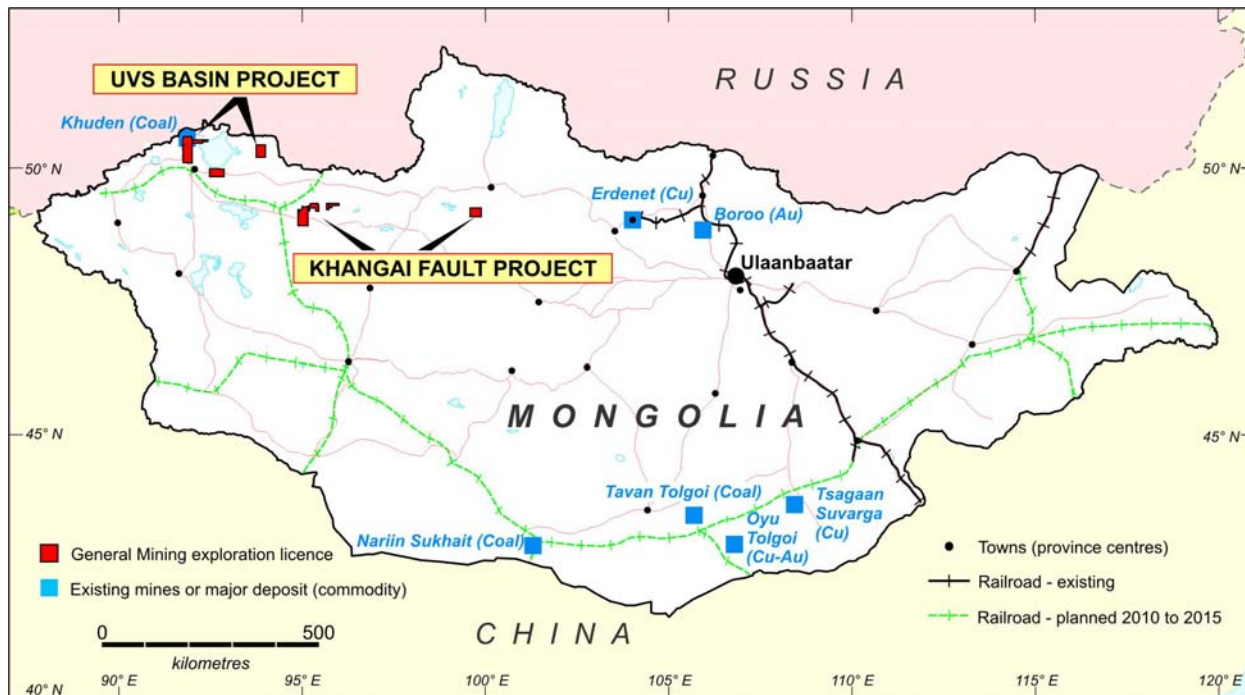 RUSSIA
UVS BASIN PROJECT
Khuden (Coal)
50° N
50° N
Erdenet (Cu)
Boroo (Au)
Ulaanbaatar
KHANGAI FAULT PROJECT
MONGOLIA
45° N
45° N
Tavan Tolgoi (Coal)
Tsagaan
Suvarga
(Cu)
Oyu
Tolgoi
(Cu-Au)
Nariin Sukhait (Coal)
General Mining exploration licence
Existing mines or major deposit (commodity)
Towns (province centres)
Railroad - existing
Railroad - planned 2010 to 2015
0 500
kilometres
CHINA
40° N
90° E 95° E 100° E 105° E 110° E 115° E 120° E